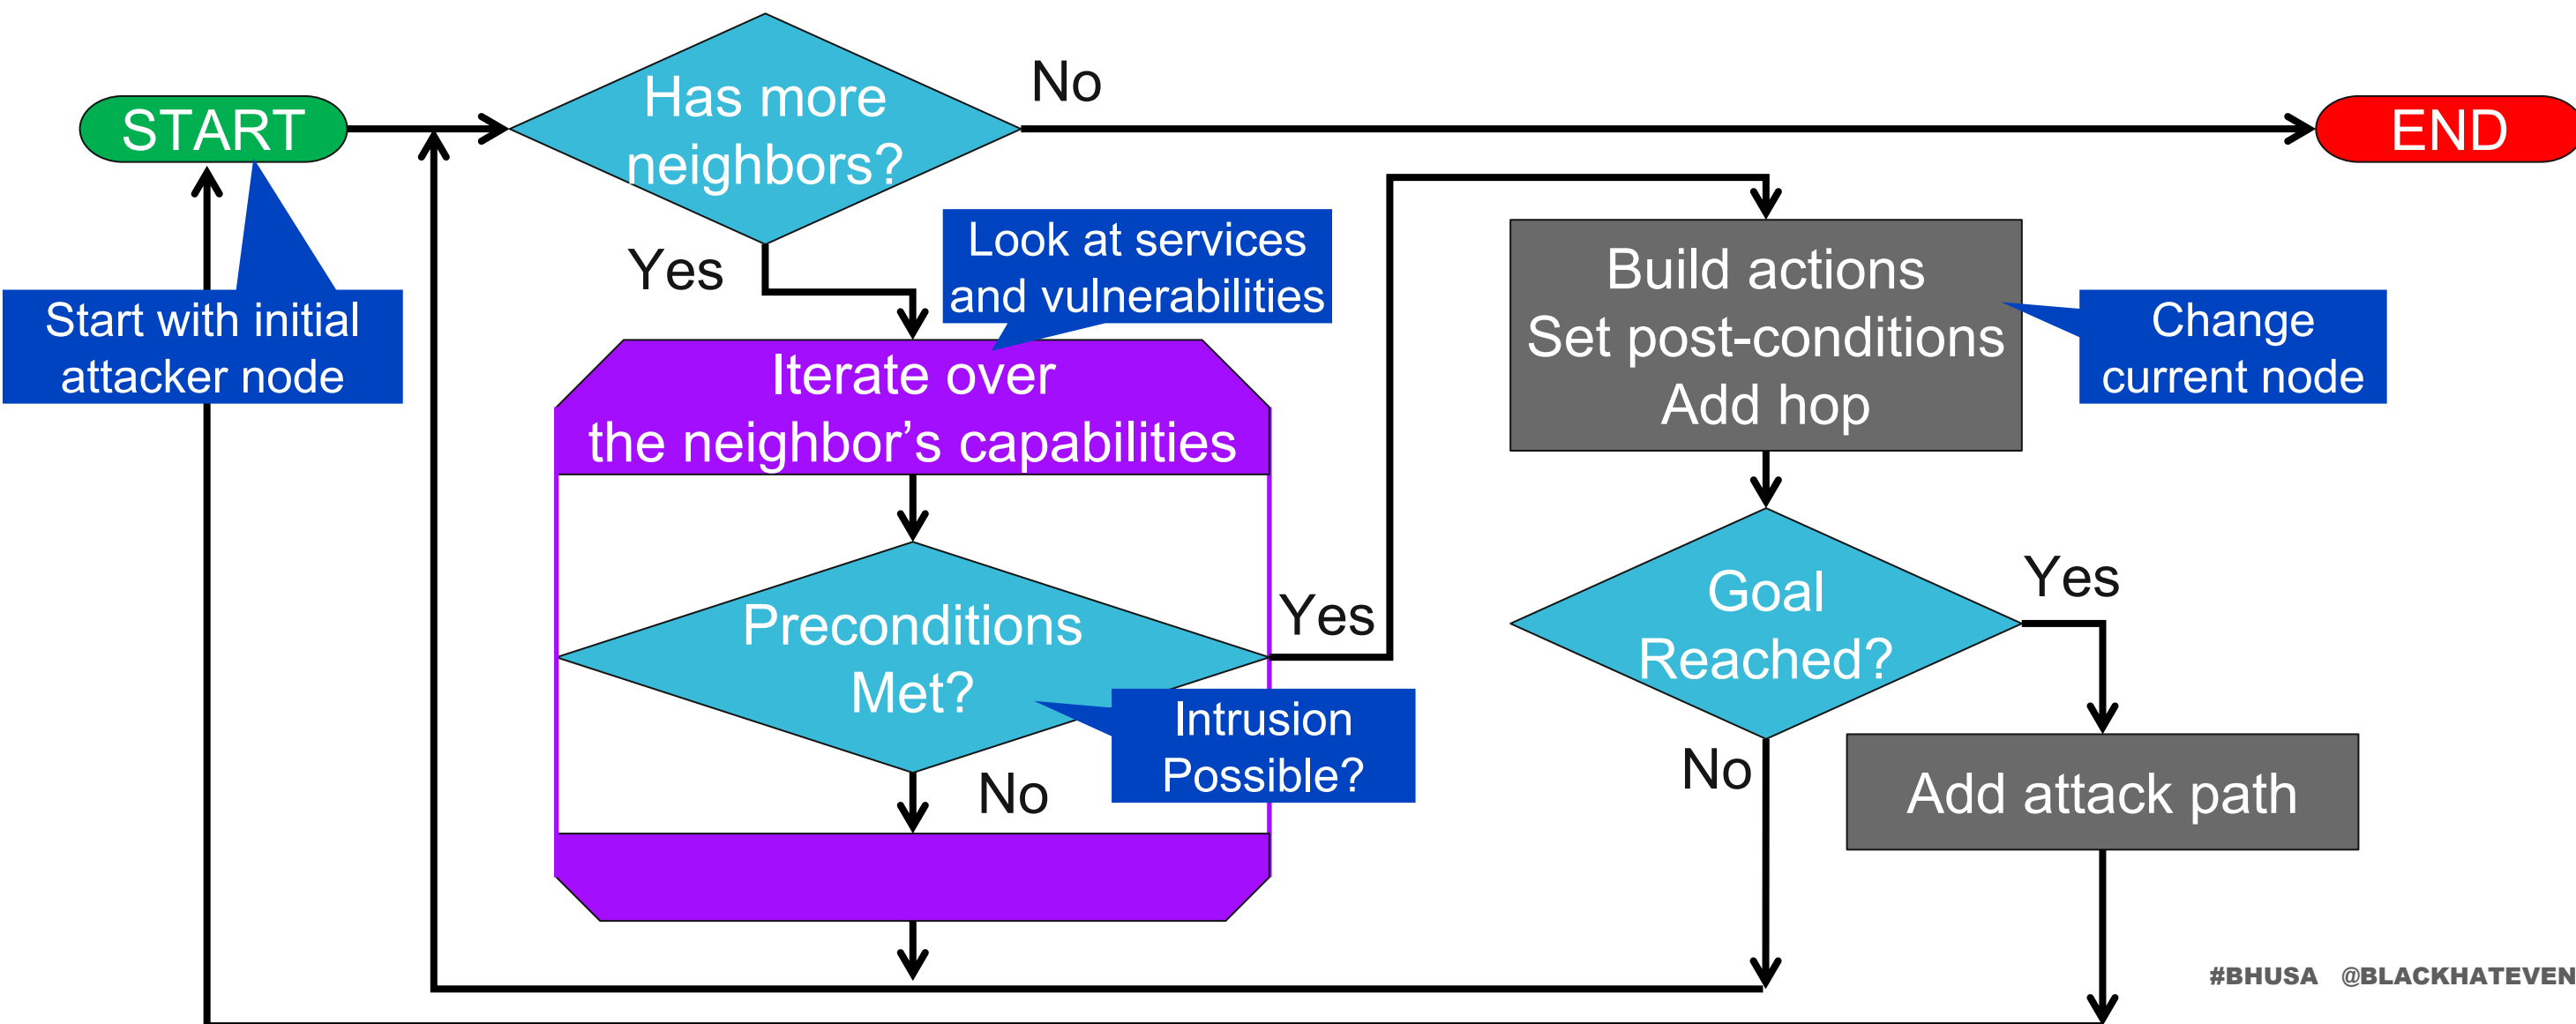 Has more
neighbors?
No
START
END
Yes
Look at services
and vulnerabilities
Start with initial
attacker node
Iterate over
the neighbor’s capabilities
Build actions
Set post-conditions
Add hop
Change
current node
Preconditions
Met?
Yes
Intrusion
Possible?
No
Goal
Reached?
Yes
No
Add attack path
#BHUSA @BLACKHATEVEN